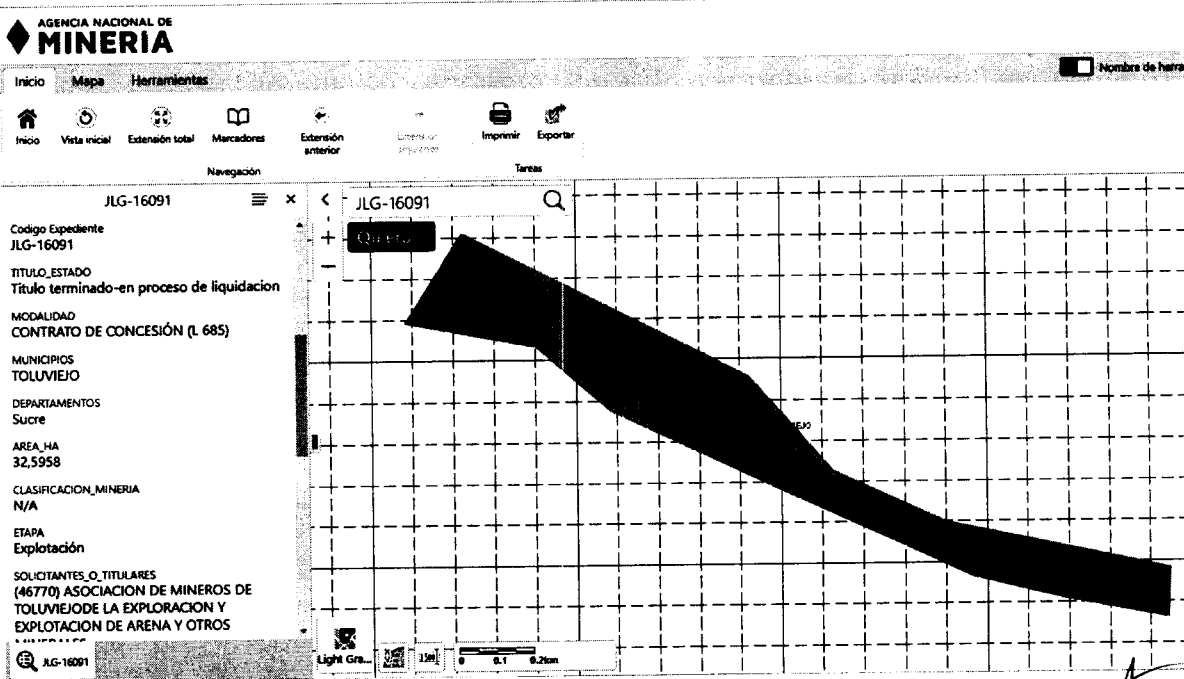 AGENCIA NACIONAL DE
MINERIA
Inicio Mapa Herramientas
Nombre de herra
Inicio Vista inicial Extensión total Marcadores Extensión anterior Imprimir Exportar
Navegación Tareas
JLG-16091
JLG-16091
Codigo Expediente
JLG-16091
TITULO_ESTADO
Titulo terminado-en proceso de liquidacion
MODALIDAD
CONTRATO DE CONCESIÓN (L 685)
MUNICIPIOS
TOLUVIEJO
DEPARTAMENTOS
Sucre
AREA_HA
32,5958
CLASIFICACION_MINERIA
N/A
ETAPA
Explotación
SOLICITANTES_O_TITULARES
(46770) ASOCIACION DE MINEROS DE
TOLUVIEJODE LA EXPLORACION Y
EXPLOTACION DE ARENA Y OTROS
MINERALES
JLG-16091
EJO
Light Gra...
0 0.1 0.2km